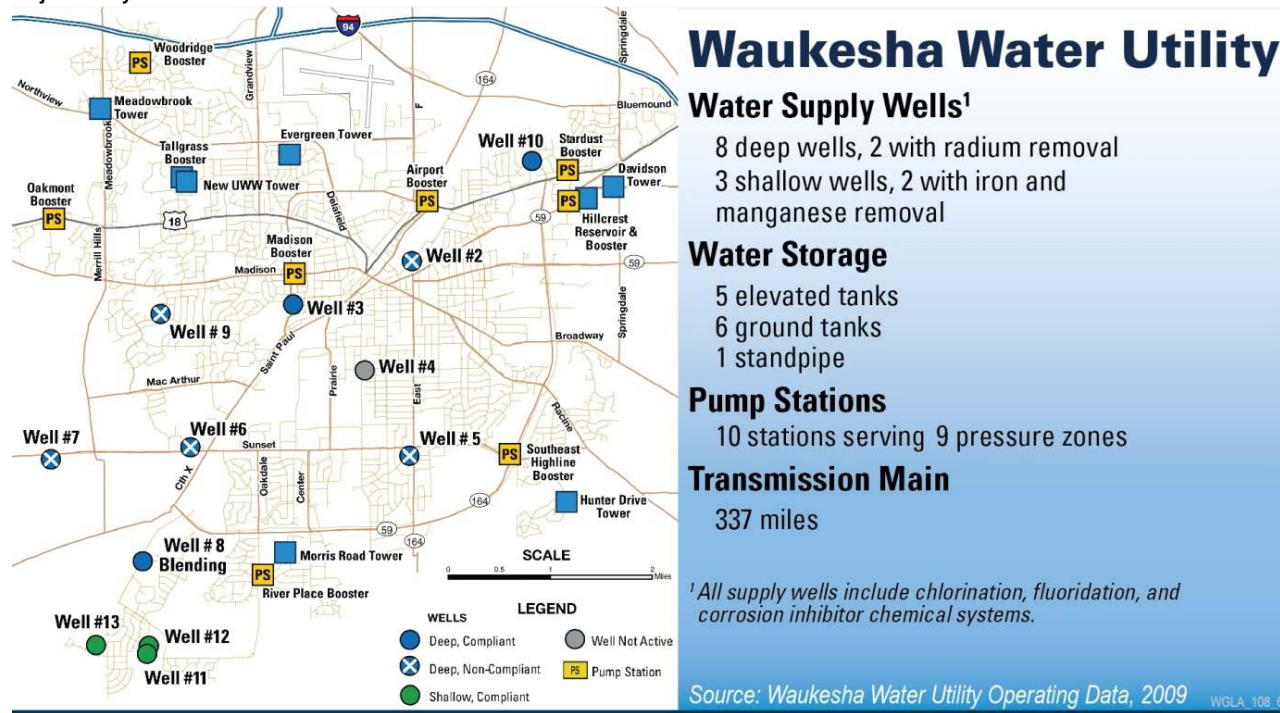 94
Woodridge
Booster
PS
Northview
Meadowbrook
Tower
Meadowbrook
Grandview
Springdale
164
F
Bluemound
Evergreen Tower
Tallgrass
Booster
New UWW Tower
Well #10
Stardust
Booster
PS
Davidson
Tower
Airport
Booster
PS
PS
Hillcrest
Reservoir &
Booster
Oakmont
Booster
PS
18
Delafield
59
Merrill Hills
Madison
Booster
Madison
PS
Well #2
59
Well #3
Well # 9
Saint Paul
Springdale
Broadway
Well #4
Mac Arthur
Prairie
East
Racine
Well #7
Well #6
Sunset
Well # 5
PS
Southeast
Highline
Booster
Cth X
Oakdale
Center
164
Hunter Drive
Tower
59
164
Well # 8
Blending
Morris Road Tower
PS
River Place Booster
SCALE
0 0.5 1 2 Miles
Well #13
Well #12
Well #11
LEGEND
WELLS
Deep, Compliant
Deep, Non-Compliant
Shallow, Compliant
Well Not Active
PS Pump Station
Waukesha Water Utility
Water Supply Wells¹
8 deep wells, 2 with radium removal
3 shallow wells, 2 with iron and
manganese removal
Water Storage
5 elevated tanks
6 ground tanks
1 standpipe
Pump Stations
10 stations serving 9 pressure zones
Transmission Main
337 miles
¹ All supply wells include chlorination, fluoridation, and
corrosion inhibitor chemical systems.
Source: Waukesha Water Utility Operating Data, 2009